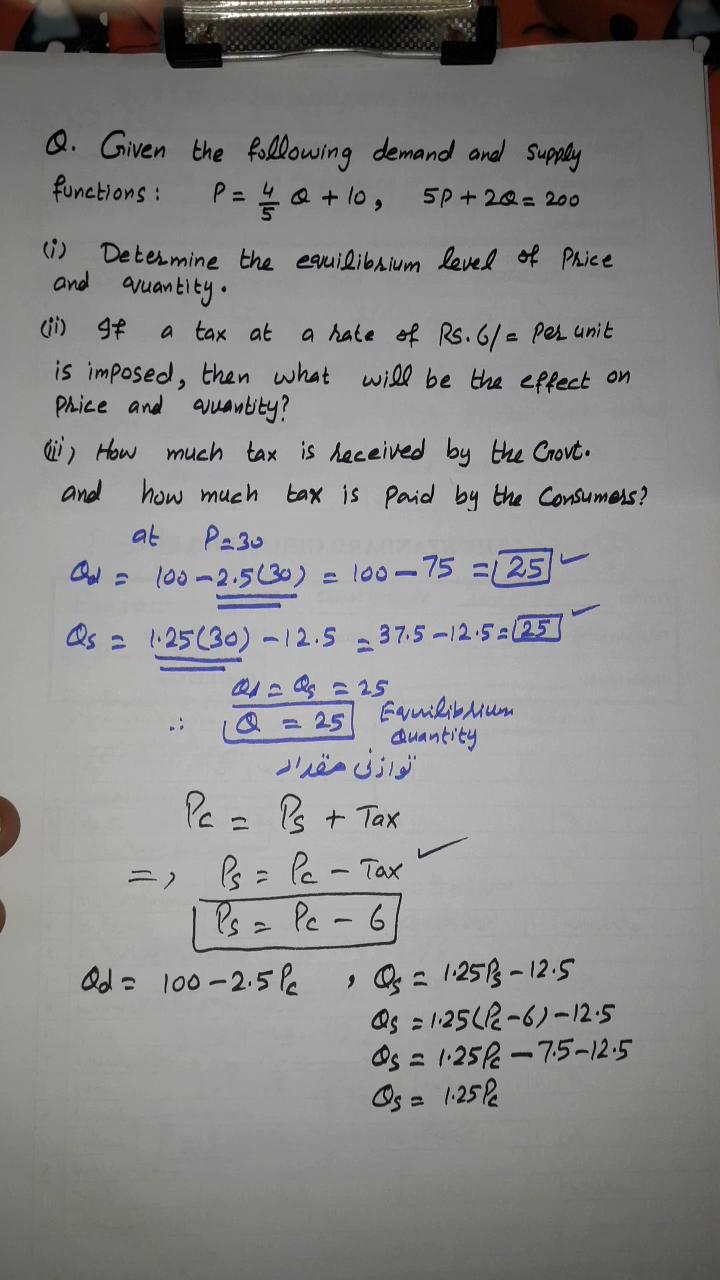 Q. Given the following demand and supply
functions: P = 4/5 Q + 10, 5P + 2Q = 200
(i) Determine the equilibrium level of Price
and quantity.
(ii) If a tax at a rate of Rs. 6/= Per unit
is imposed, then what will be the effect on
price and quantity?
(iii) How much tax is received by the Govt.
and how much tax is paid by the Consumers?
at P=30
Qd = 100 - 2.5(30) = 100 - 75 = 25 ✓
Qs = 1.25(30) - 12.5 = 37.5 - 12.5 = 25 ✓
Qd = Qs = 25
∴ Q = 25 Equilibrium
Quantity
توازنی مقدار
Pc = Ps + Tax
=> Ps = Pc - Tax ✓
Ps = Pc - 6
Qd = 100 - 2.5Pc , Qs = 1.25Ps - 12.5
Qs = 1.25(Pc-6) - 12.5
Qs = 1.25Pc - 7.5 - 12.5
Qs = 1.25Pc